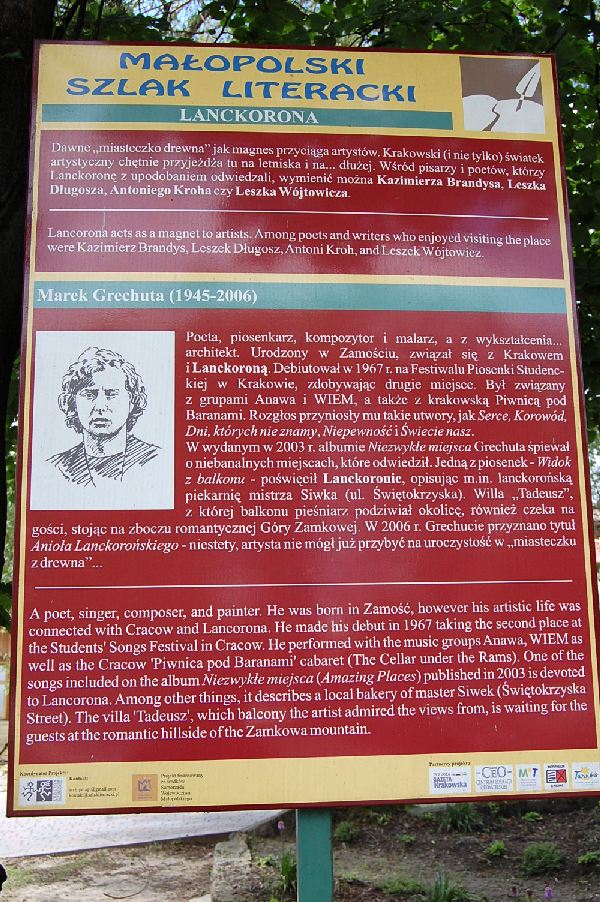 MAŁOPOLSKI
SZLAK LITERACKI
LANCKORONA
Dawne „miasteczko drewna" jak magnes przyciąga artystów. Krakowski (i nie tylko) światek
artystyczny chętnie przyjeżdża tu na letniska i na... dłużej. Wśród pisarzy i poetów, którzy
Lanckoronę z upodobaniem odwiedzali, wymienić można Kazimierza Brandysa, Leszka
Długosza, Antoniego Kroha czy Leszka Wójtowicza.
Lancorona acts as a magnet to artists. Among poets and writers who enjoyed visiting the place
were Kazimierz Brandys, Leszek Długosz, Antoni Kroh, and Leszek Wójtowicz.
Marek Grechuta (1945-2006)
Poeta, piosenkarz, kompozytor i malarz, a z wykształcenia...
architekt. Urodzony w Zamościu, związał się z Krakowem
i Lanckoroną. Debiutował w 1967 r. na Festiwalu Piosenki Studenc-
kiej w Krakowie, zdobywając drugie miejsce. Był związany
z grupami Anawa i WIEM, a także z krakowską Piwnicą pod
Baranami. Rozgłos przyniosły mu takie utwory, jak Serce, Korowód,
Dni, których nie znamy, Niepewność i Świecie nasz.
W wydanym w 2003 r. albumie Niezwykłe miejsca Grechuta śpiewał
o niebanalnych miejscach, które odwiedził. Jedną z piosenek - Widok
z balkonu - poświęcił Lanckoronie, opisując m.in. lanckorońską
piekarnię mistrza Siwka (ul. Świętokrzyska). Willa „Tadeusz",
z której balkonu pieśniarz podziwiał okolicę, również czeka na
gości, stojąc na zboczu romantycznej Góry Zamkowej. W 2006 r. Grechucie przyznano tytuł
Anioła Lanckorońskiego - niestety, artysta nie mógł już przybyć na uroczystość w „miasteczku
z drewna"...
A poet, singer, composer, and painter. He was born in Zamość, however his artistic life was
connected with Cracow and Lancorona. He made his debut in 1967 taking the second place at
the Students' Songs Festival in Cracow. He performed with the music groups Anawa, WIEM as
well as the Cracow 'Piwnica pod Baranami' cabaret (The Cellar under the Rams). One of the
songs included on the album Niezwykłe miejsca (Amazing Places) published in 2003 is devoted
to Lancorona. Among other things, it describes a local bakery of master Siwek (Świętokrzyska
Street). The villa 'Tadeusz', which balcony the artist admired the views from, is waiting for the
guests at the romantic hillside of the Zamkowa mountain.
Koordynator Projektu
Kontakt:
Projekt finansowany
ze środków
Samorządu
Województwa
Małopolskiego
Partnerzy projektu
GAZETA
Krakowska
CEO